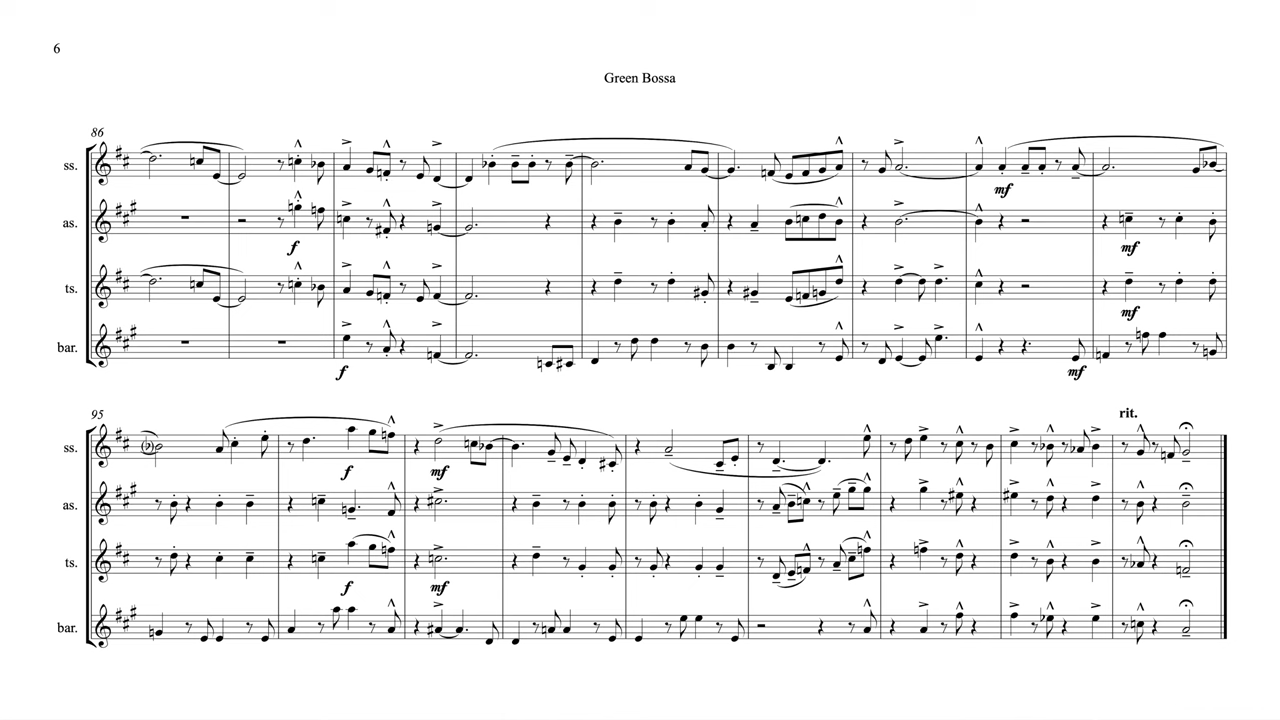 6
Green Bossa
86
ss.
mf
as.
f
mf
ts.
mf
bar.
f
mf
95
rit.
ss.
f
mf
as.
ts.
f
mf
bar.